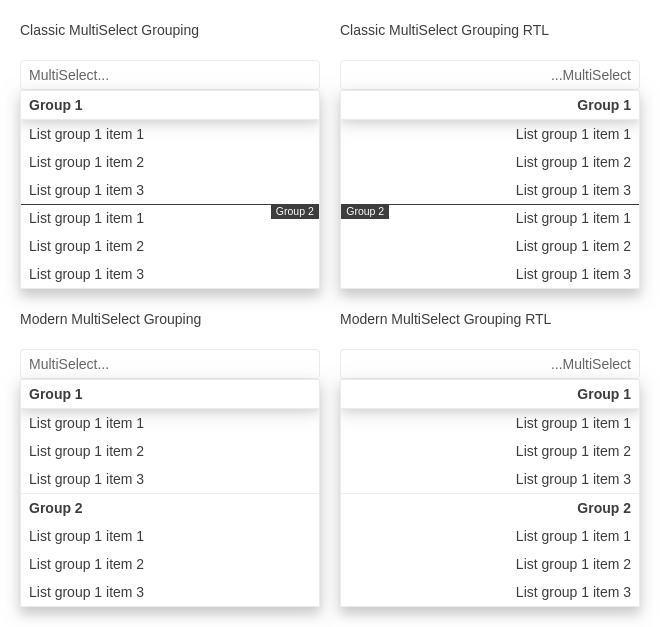 Classic MultiSelect Grouping
MultiSelect...
Group 1
List group 1 item 1
List group 1 item 2
List group 1 item 3
List group 1 item 1
Group 2
List group 1 item 2
List group 1 item 3
Classic MultiSelect Grouping RTL
...MultiSelect
Group 1
List group 1 item 1
List group 1 item 2
List group 1 item 3
Group 2
List group 1 item 1
List group 1 item 2
List group 1 item 3
Modern MultiSelect Grouping
MultiSelect...
Group 1
List group 1 item 1
List group 1 item 2
List group 1 item 3
Group 2
List group 1 item 1
List group 1 item 2
List group 1 item 3
Modern MultiSelect Grouping RTL
...MultiSelect
Group 1
List group 1 item 1
List group 1 item 2
List group 1 item 3
Group 2
List group 1 item 1
List group 1 item 2
List group 1 item 3